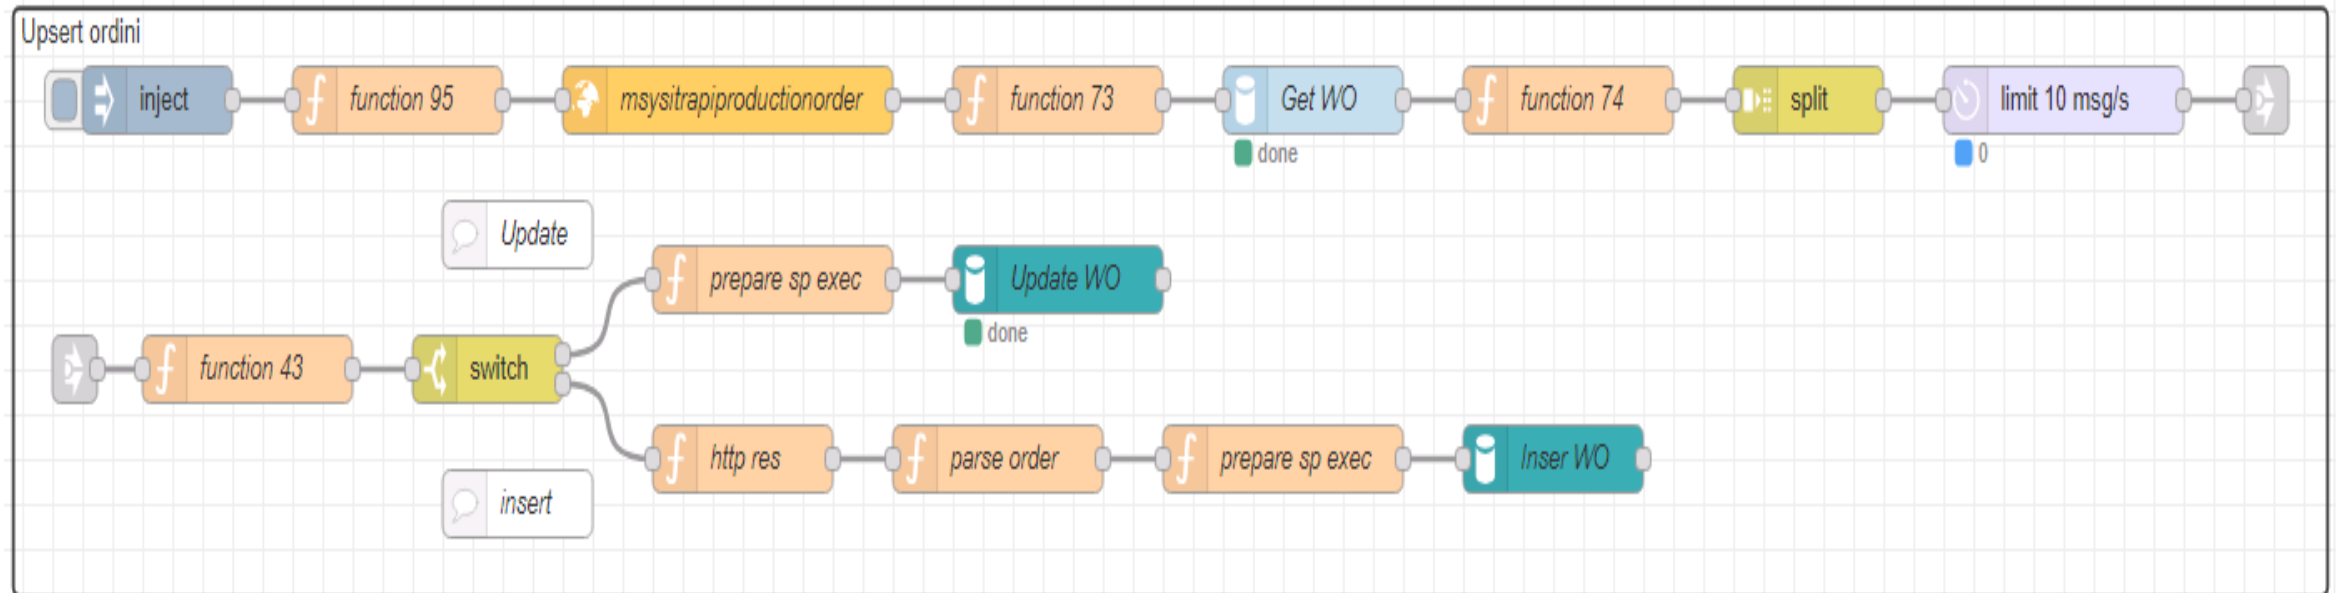 Upsert ordini
inject
function 95
msysitrapiproductionorder
function 73
Get WO
function 74
split
limit 10 msg/s
done
0
Update
prepare sp exec
Update WO
done
function 43
switch
http res
parse order
prepare sp exec
Inser WO
insert